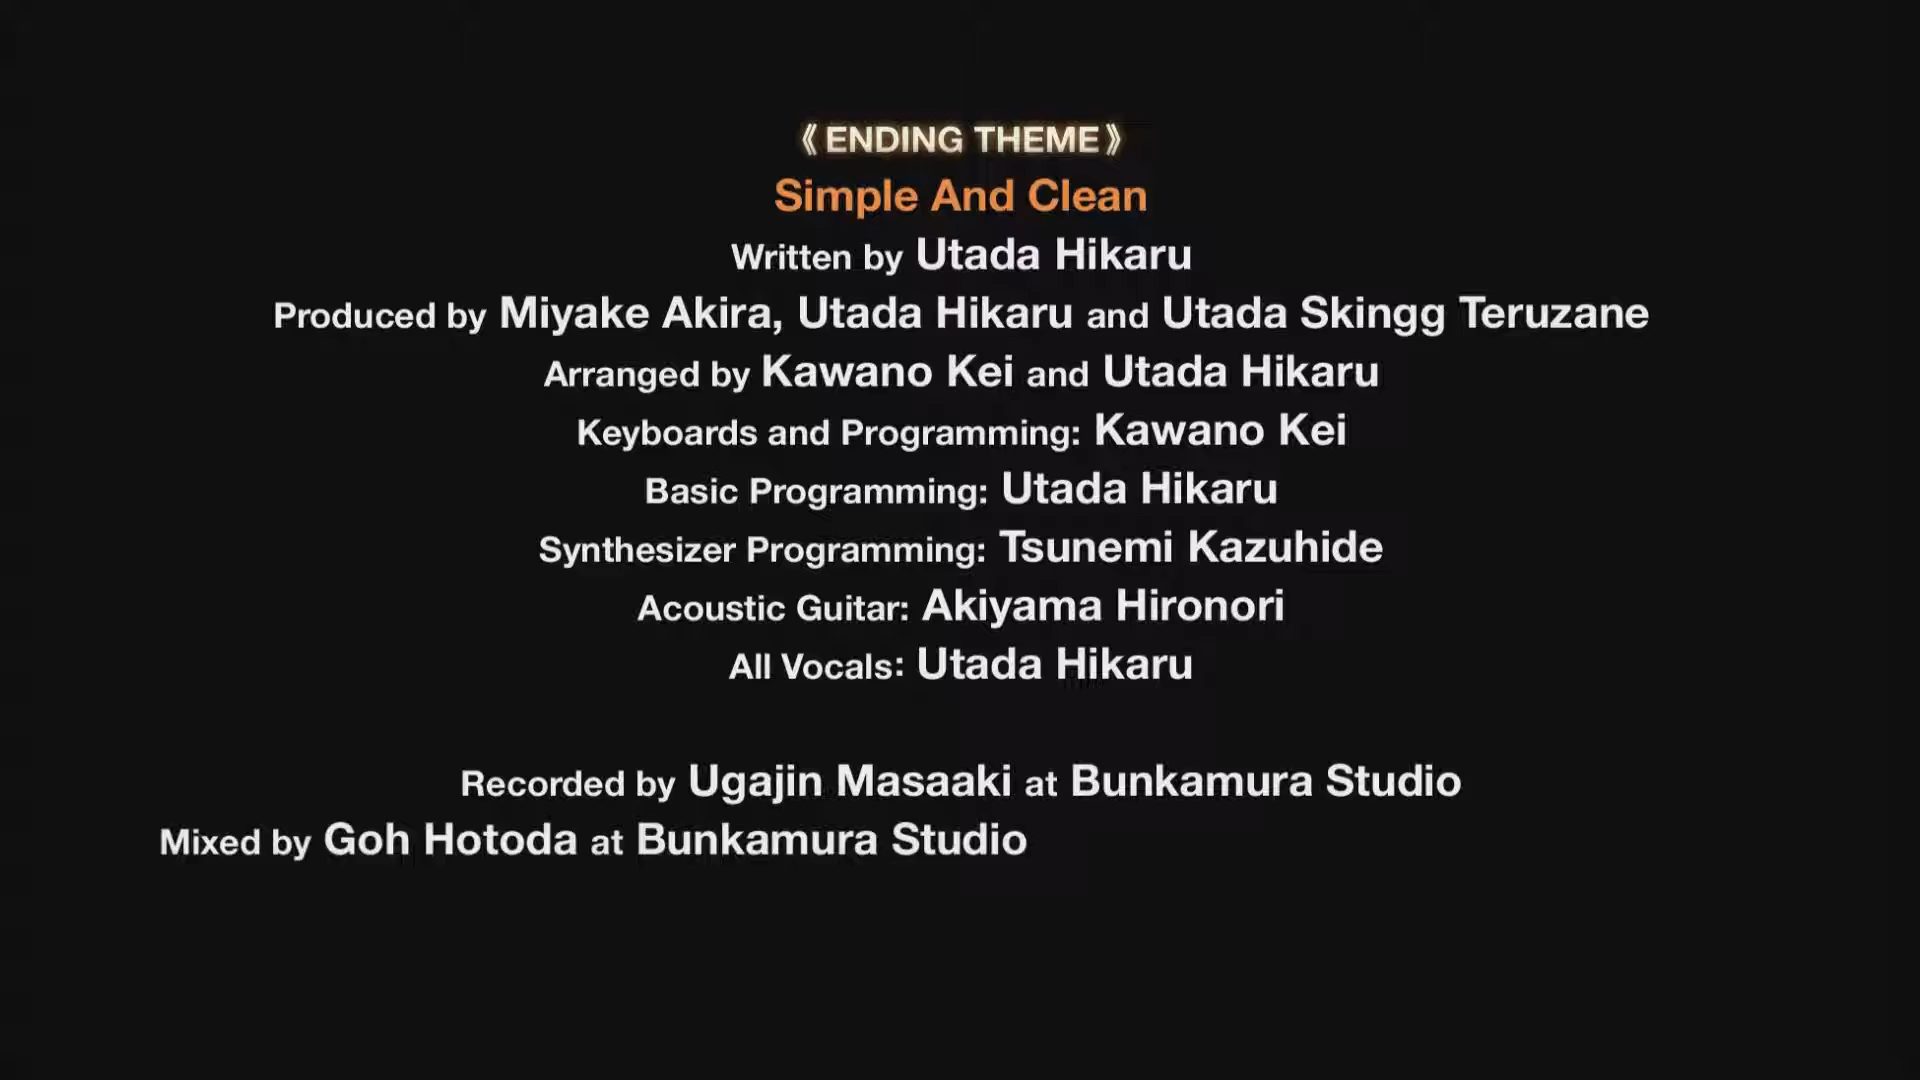 《ENDING THEME》
Simple And Clean
Written by Utada Hikaru
Produced by Miyake Akira, Utada Hikaru and Utada Skingg Teruzane
Arranged by Kawano Kei and Utada Hikaru
Keyboards and Programming: Kawano Kei
Basic Programming: Utada Hikaru
Synthesizer Programming: Tsunemi Kazuhide
Acoustic Guitar: Akiyama Hironori
All Vocals: Utada Hikaru
Recorded by Ugajin Masaaki at Bunkamura Studio
Mixed by Goh Hotoda at Bunkamura Studio